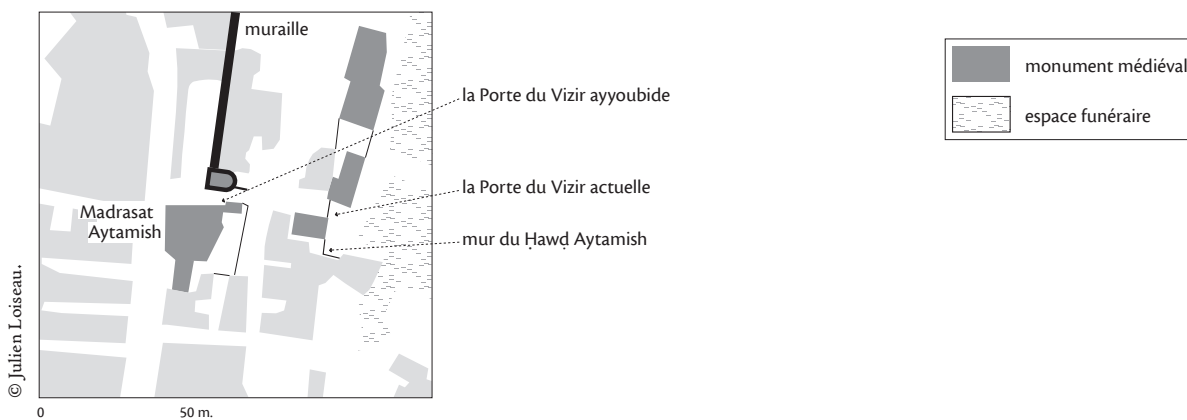 muraille
la Porte du Vizir ayyoubide
la Porte du Vizir actuelle
mur du Ḥawḍ Aytamish
Madrasat
Aytamish
© Julien Loiseau.
0 50 m.
monument médiéval
espace funéraire